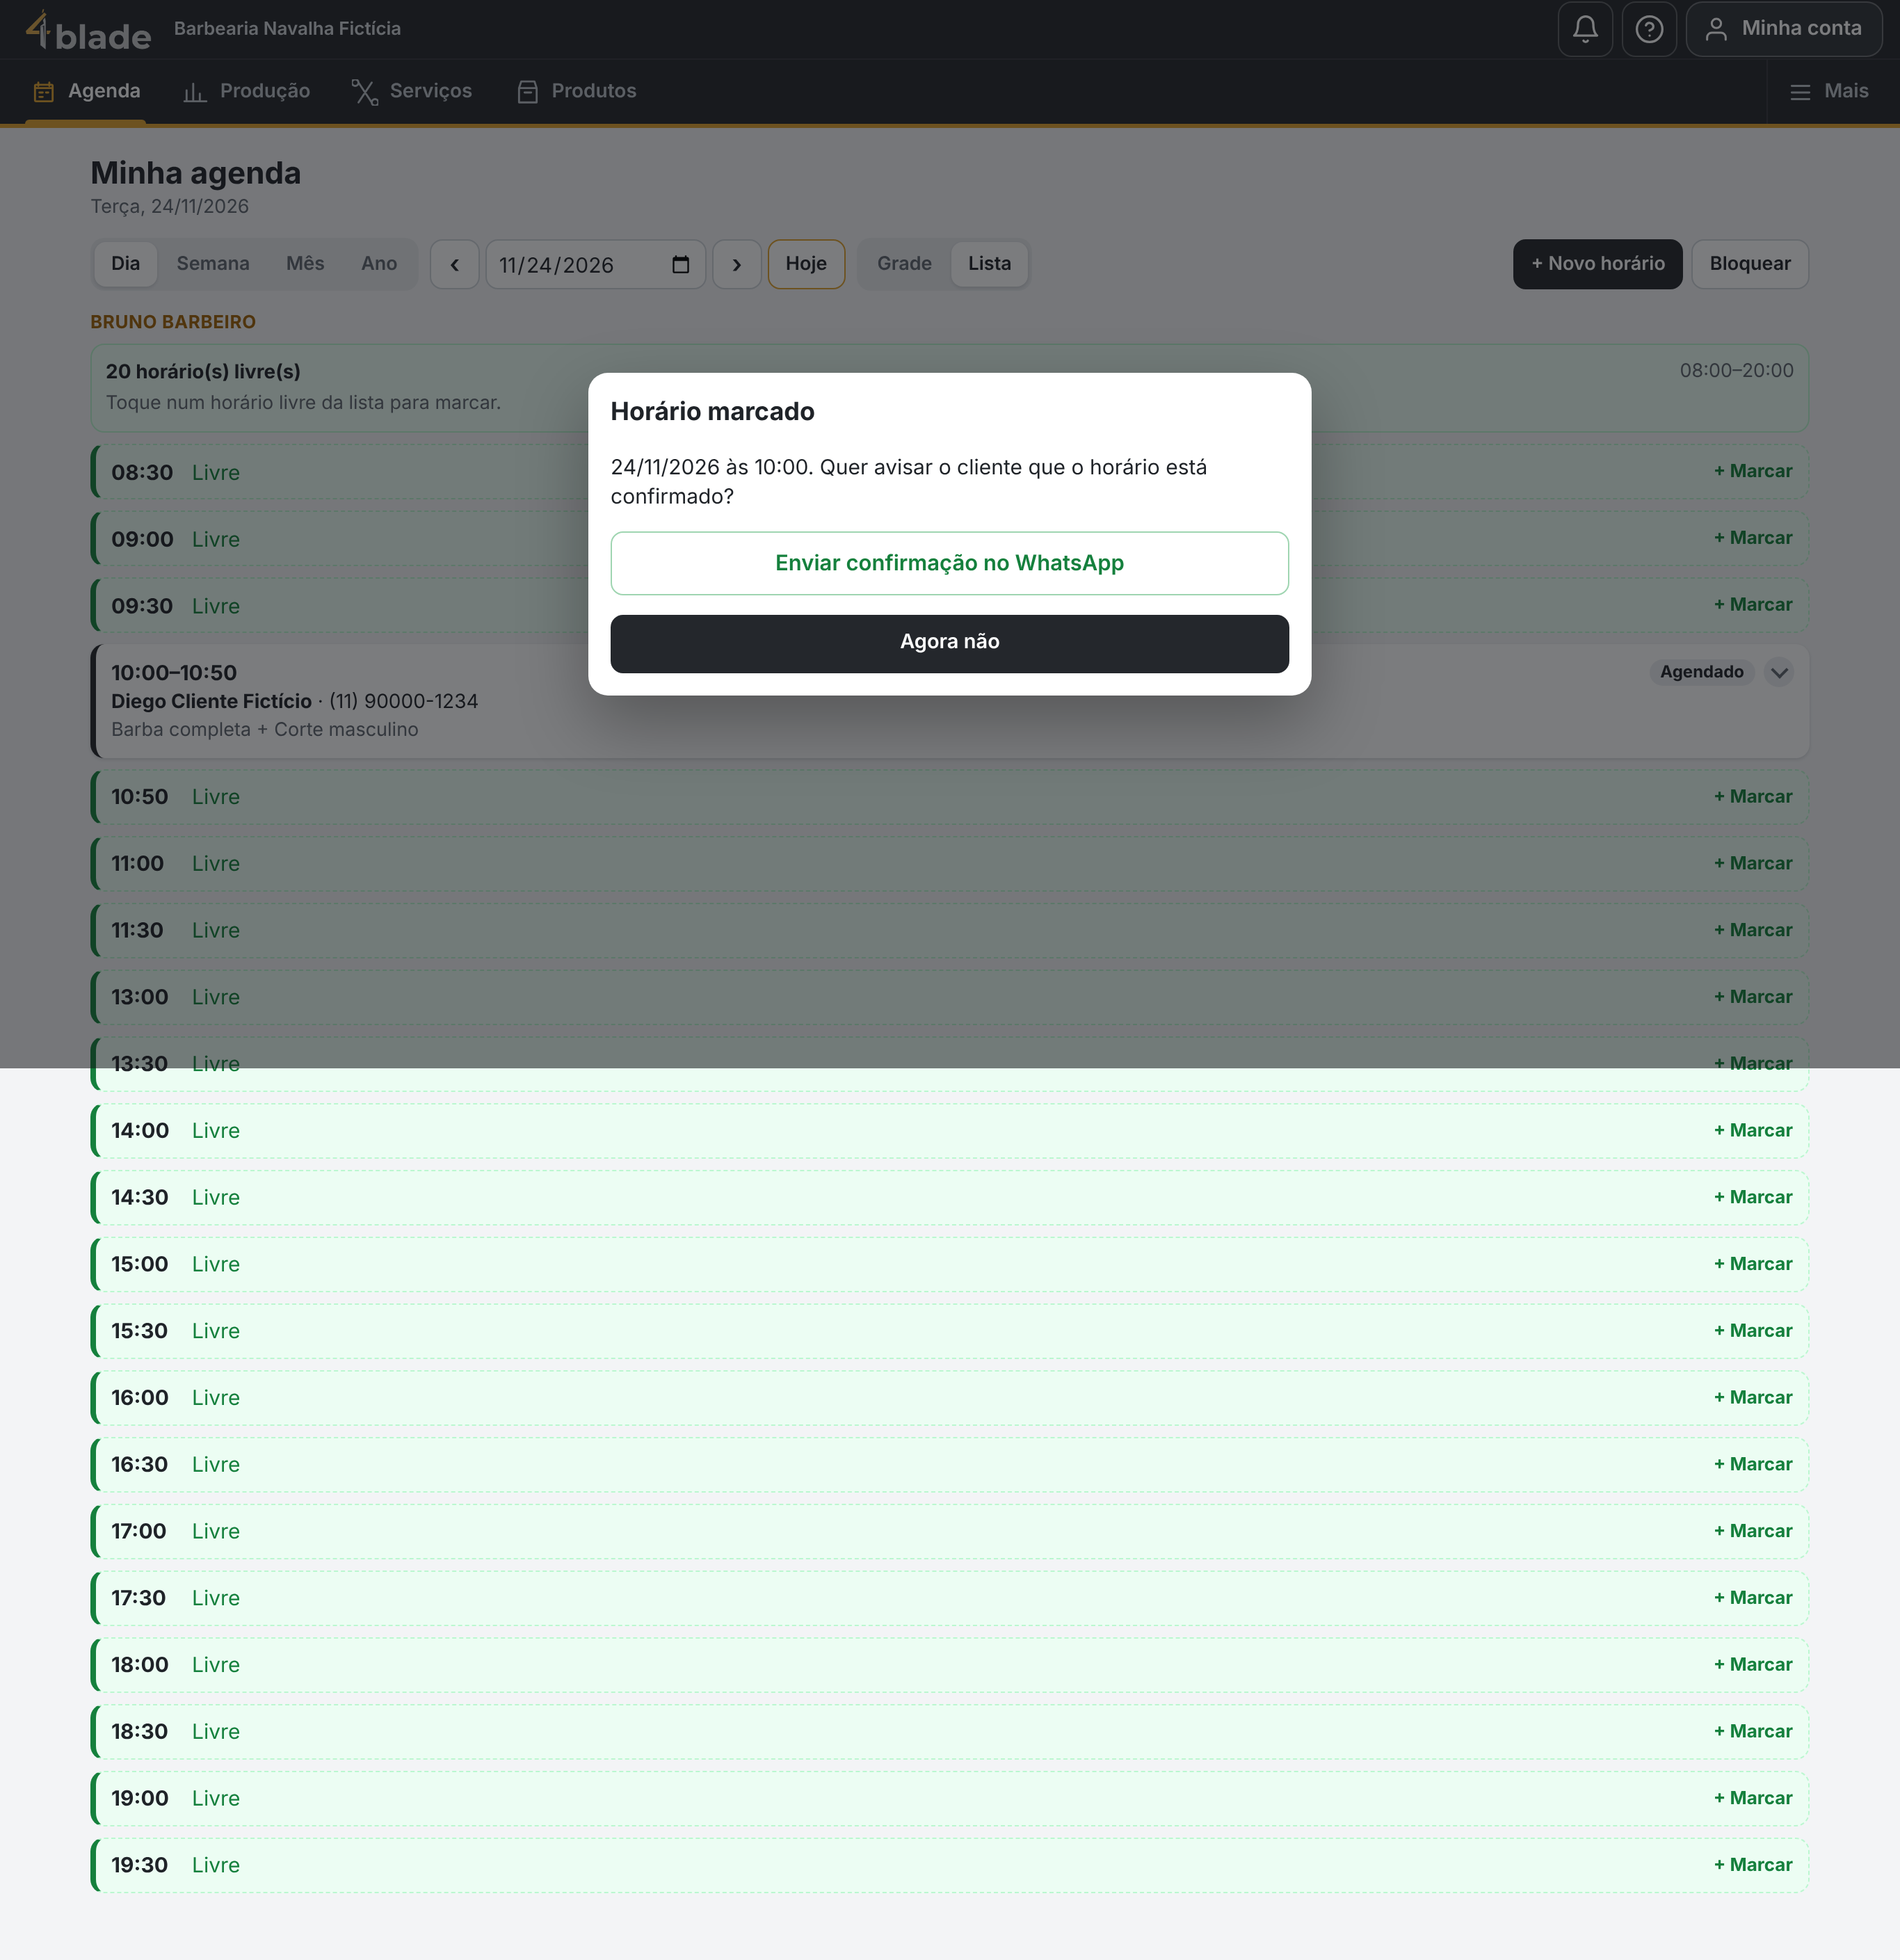 4blade
Barbearia Navalha Fictícia
Minha conta
Agenda
Produção
Serviços
Produtos
Mais
Minha agenda
Terça, 24/11/2026
Dia
Semana
Mês
Ano
‹
11/24/2026
›
Hoje
Grade
Lista
+ Novo horário
Bloquear
BRUNO BARBEIRO
20 horário(s) livre(s)
08:00–20:00
Toque num horário livre da lista para marcar.
Horário marcado
24/11/2026 às 10:00. Quer avisar o cliente que o horário está
confirmado?
Enviar confirmação no WhatsApp
Agora não
08:30 Livre + Marcar
09:00 Livre + Marcar
09:30 Livre + Marcar
10:00–10:50 Agendado
Diego Cliente Fictício · (11) 90000-1234
Barba completa + Corte masculino
10:50 Livre + Marcar
11:00 Livre + Marcar
11:30 Livre + Marcar
13:00 Livre + Marcar
13:30 Livre + Marcar
14:00 Livre + Marcar
14:30 Livre + Marcar
15:00 Livre + Marcar
15:30 Livre + Marcar
16:00 Livre + Marcar
16:30 Livre + Marcar
17:00 Livre + Marcar
17:30 Livre + Marcar
18:00 Livre + Marcar
18:30 Livre + Marcar
19:00 Livre + Marcar
19:30 Livre + Marcar